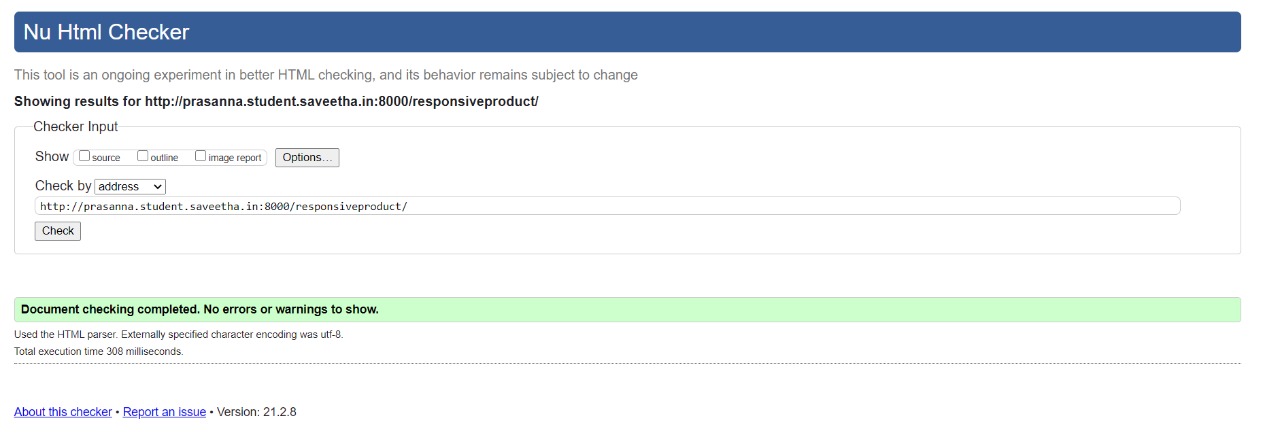 Nu Html Checker
This tool is an ongoing experiment in better HTML checking, and its behavior remains subject to change
Showing results for http://prasanna.student.saveetha.in:8000/responsiveproduct/
Checker Input
Show source outline image report Options...
Check by address
http://prasanna.student.saveetha.in:8000/responsiveproduct/
Check
Document checking completed. No errors or warnings to show.
Used the HTML parser. Externally specified character encoding was utf-8.
Total execution time 308 milliseconds.
About this checker • Report an issue • Version: 21.2.8